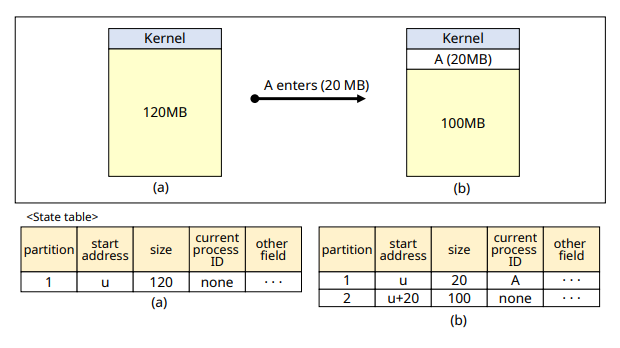 Kernel
120MB
(a)
A enters (20 MB)
Kernel
A (20MB)
100MB
(b)
<State table>
partition start address size current process ID other field
1 u 120 none ···
(a)
partition start address size current process ID other field
1 u 20 A ···
2 u+20 100 none ···
(b)